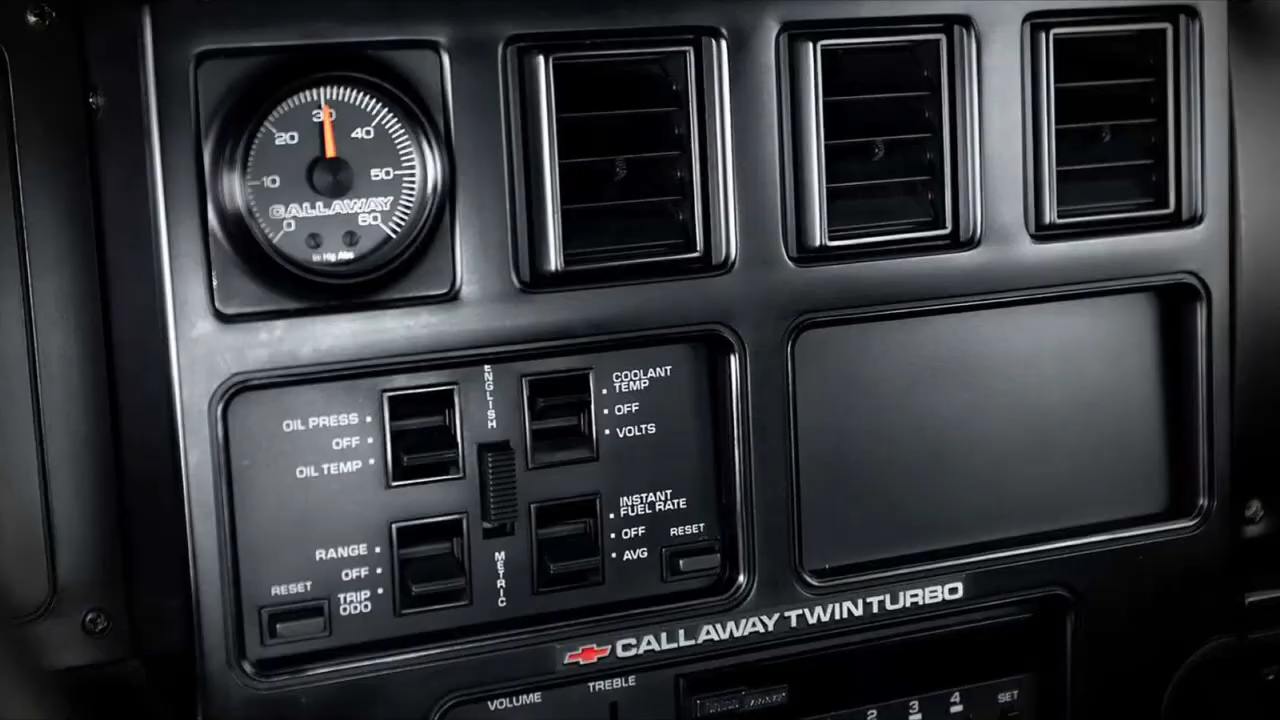 30
20
40
10
50
CALLAWAY
0
60
in Hg Abs
ENGLISH
COOLANT
TEMP
OFF
VOLTS
OIL PRESS
OFF
OIL TEMP
INSTANT
FUEL RATE
OFF
AVG
RESET
RANGE
OFF
TRIP
ODO
RESET
METRIC
CALLAWAY TWIN TURBO
VOLUME
TREBLE
2
3
4
SET